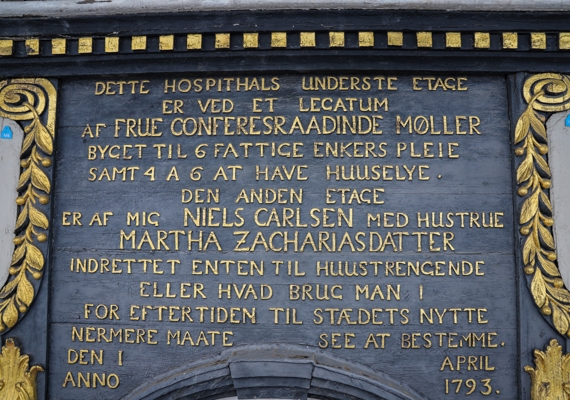 DETTE HOSPITHALS UNDERSTE ETAGE
ER VED ET LEGATUM
AF FRUE CONFERESRAADINDE MØLLER
BYGET TIL 6 FATTIGE ENKERS PLEIE
SAMT 4 A 6 AT HAVE HUUSELYE.
DEN ANDEN ETAGE
ER AF MIG NIELS CARLSEN MED HUSTRUE
MARTHA ZACHARIASDATTER
INDRETTET ENTEN TIL HUUSTRENGENDE
ELLER HVAD BRUG MAN I
FOR EFTERTIDEN TIL STÆDETS NYTTE
NERMERE MAATE SEE AT BESTEMME.
DEN 1 APRIL
ANNO 1793.